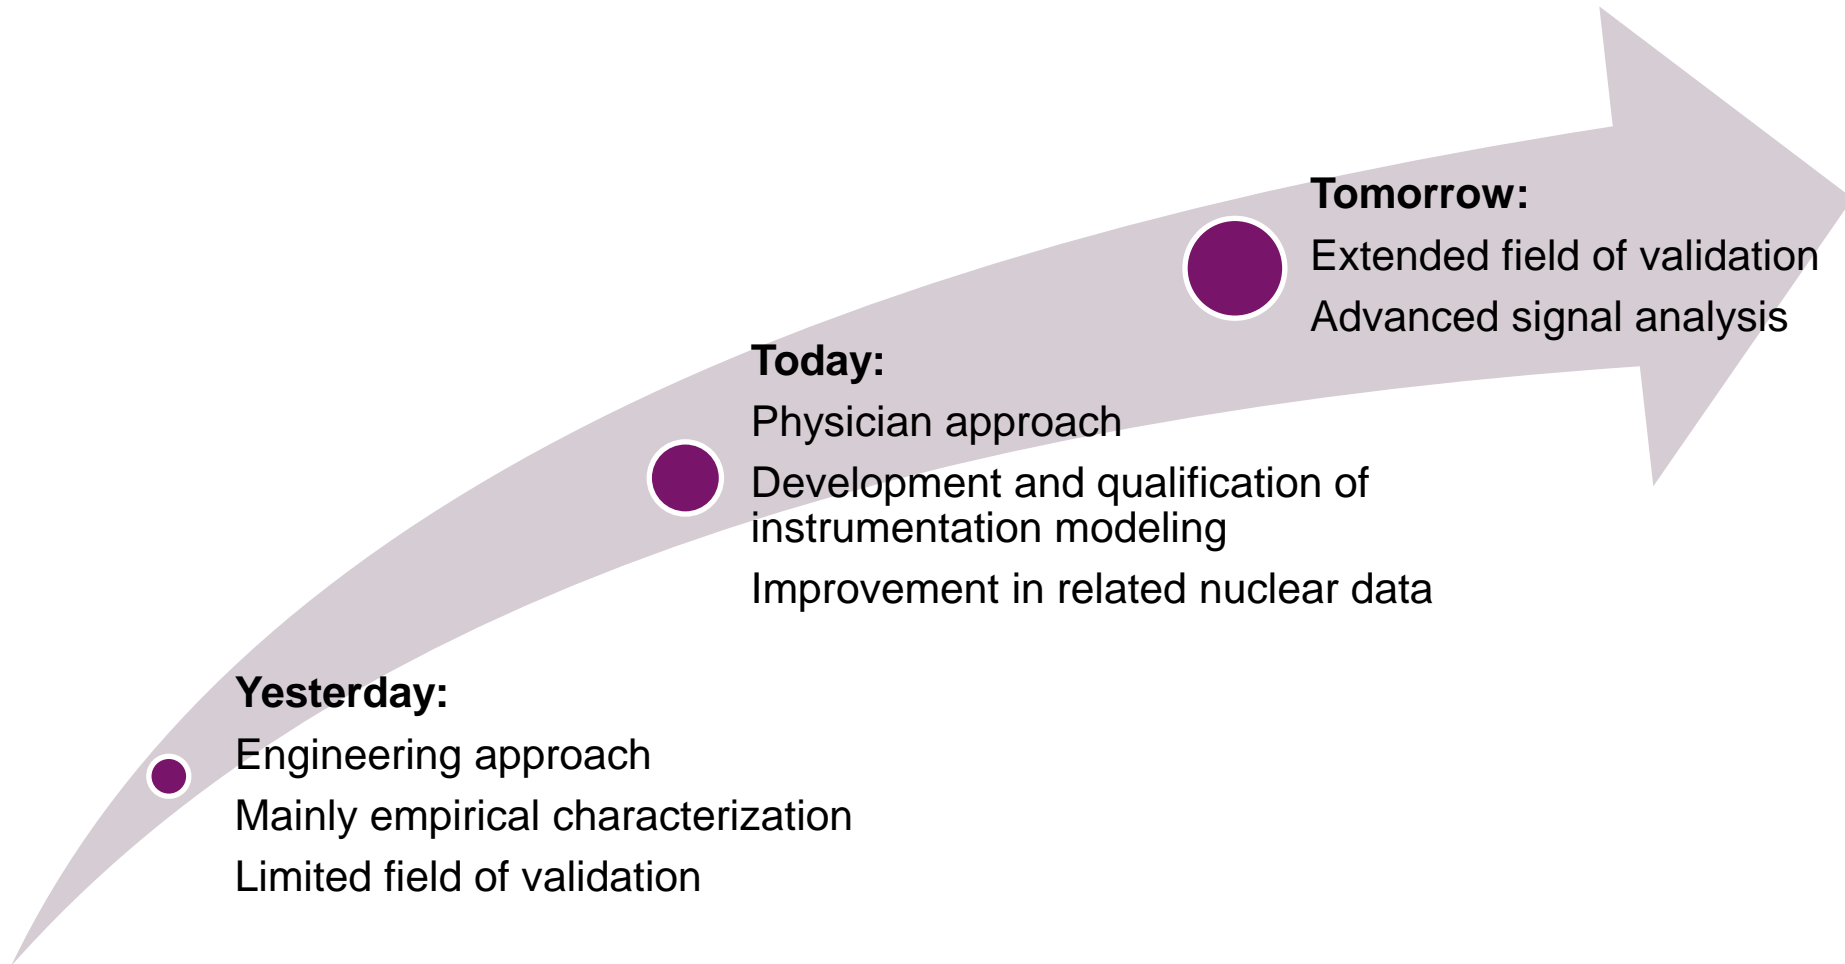 Tomorrow:
Extended field of validation
Advanced signal analysis
Today:
Physician approach
Development and qualification of
instrumentation modeling
Improvement in related nuclear data
Yesterday:
Engineering approach
Mainly empirical characterization
Limited field of validation